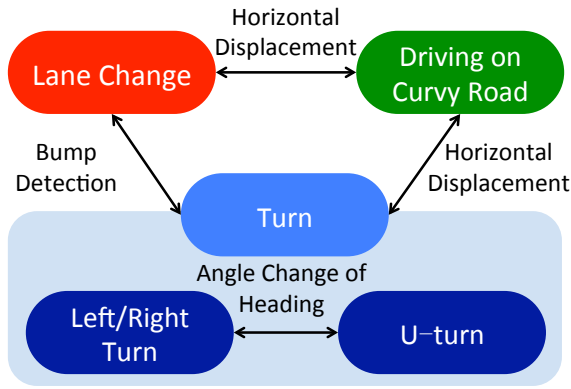 Horizontal
Displacement
Lane Change
Driving on
Curvy Road
Bump
Detection
Horizontal
Displacement
Turn
Angle Change of
Heading
Left/Right
Turn
U−turn